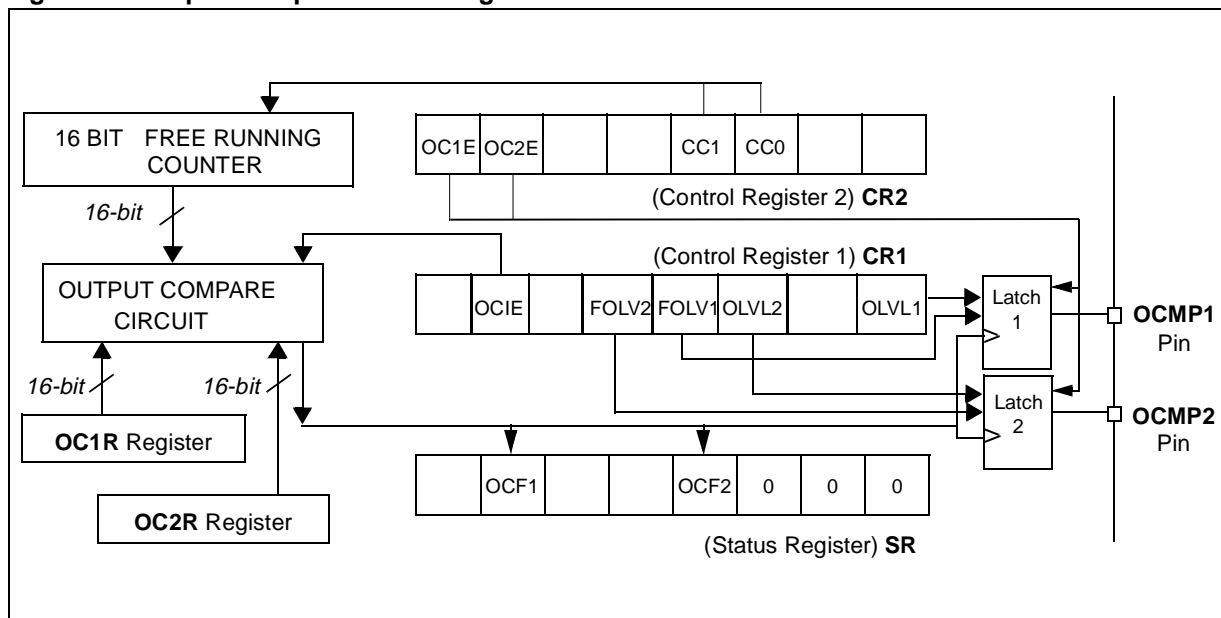 16 BIT FREE RUNNING
COUNTER
OC1E OC2E CC1 CC0
(Control Register 2) CR2
16-bit
(Control Register 1) CR1
OUTPUT COMPARE
CIRCUIT
OCIE FOLV2 FOLV1 OLVL2 OLVL1
Latch
1
OCMP1
Pin
16-bit 16-bit
OC1R Register
Latch
2
OCMP2
Pin
OCF1 OCF2 0 0 0
OC2R Register
(Status Register) SR